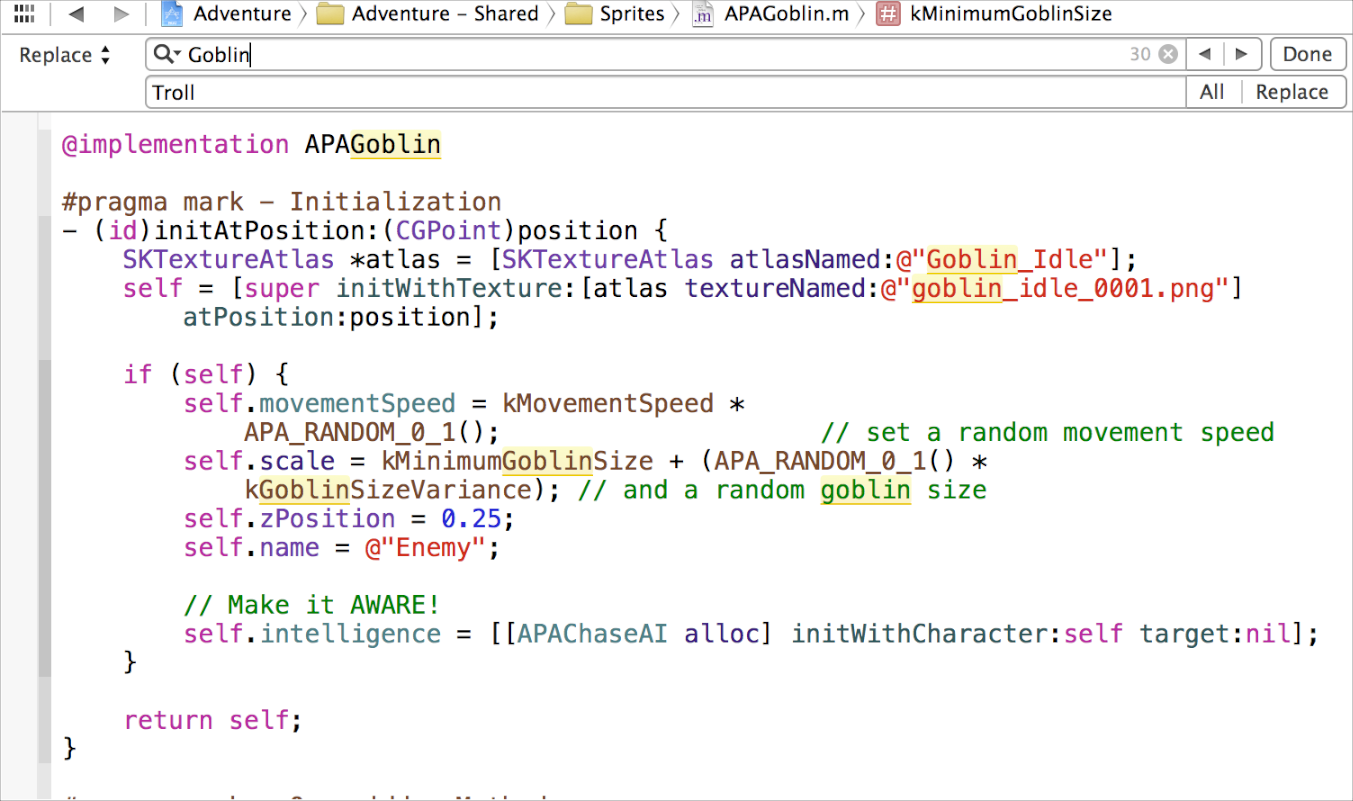 Adventure Adventure – Shared Sprites APAGoblin.m kMinimumGoblinSize
Replace Goblin 30 Done
Troll All Replace
@implementation APAGoblin
#pragma mark – Initialization
– (id)initAtPosition:(CGPoint)position {
SKTextureAtlas *atlas = [SKTextureAtlas atlasNamed:@"Goblin_Idle"];
self = [super initWithTexture:[atlas textureNamed:@"goblin_idle_0001.png"]
atPosition:position];
if (self) {
self.movementSpeed = kMovementSpeed *
APA_RANDOM_0_1(); // set a random movement speed
self.scale = kMinimumGoblinSize + (APA_RANDOM_0_1() *
kGoblinSizeVariance); // and a random goblin size
self.zPosition = 0.25;
self.name = @"Enemy";
// Make it AWARE!
self.intelligence = [[APAChaseAI alloc] initWithCharacter:self target:nil];
}
return self;
}